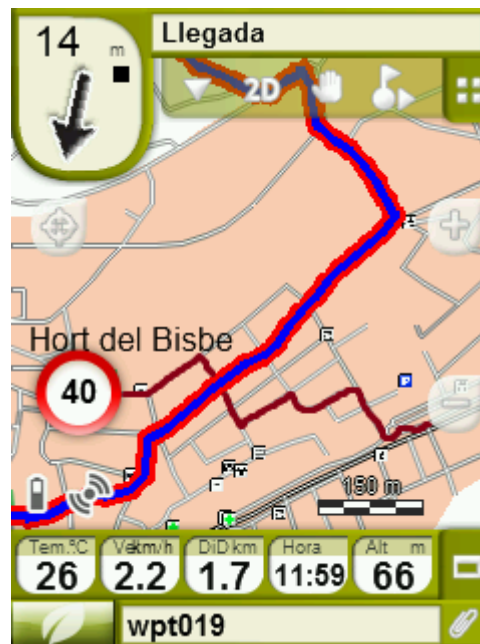 14 m
Llegada
2D
Hort del Bisbe
40
150 m
Tem.ºC
26
Vel km/h
2.2
DiD km
1.7
Hora
11:59
Alt m
66
wpt019